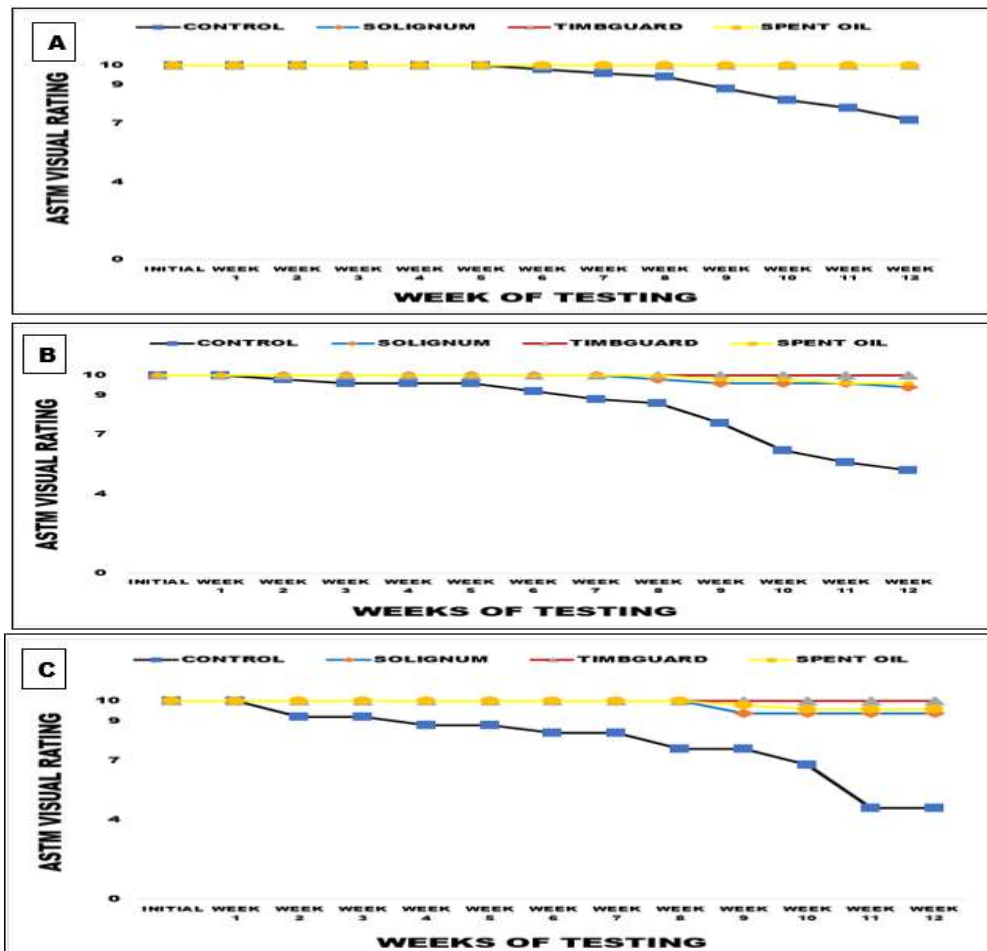 A
CONTROL SOLIGNUM TIMBGUARD SPENT OIL
ASTM VISUAL RATING
10
9
7
4
0
INITIAL WEEK 1 WEEK 2 WEEK 3 WEEK 4 WEEK 5 WEEK 6 WEEK 7 WEEK 8 WEEK 9 WEEK 10 WEEK 11 WEEK 12
WEEK OF TESTING
B
CONTROL SOLIGNUM TIMBGUARD SPENT OIL
ASTM VISUAL RATING
10
9
7
4
0
INITIAL WEEK 1 WEEK 2 WEEK 3 WEEK 4 WEEK 5 WEEK 6 WEEK 7 WEEK 8 WEEK 9 WEEK 10 WEEK 11 WEEK 12
WEEKS OF TESTING
C
CONTROL SOLIGNUM TIMBGUARD SPENT OIL
ASTM VISUAL RATING
10
9
7
4
0
INITIAL WEEK 1 WEEK 2 WEEK 3 WEEK 4 WEEK 5 WEEK 6 WEEK 7 WEEK 8 WEEK 9 WEEK 10 WEEK 11 WEEK 12
WEEKS OF TESTING